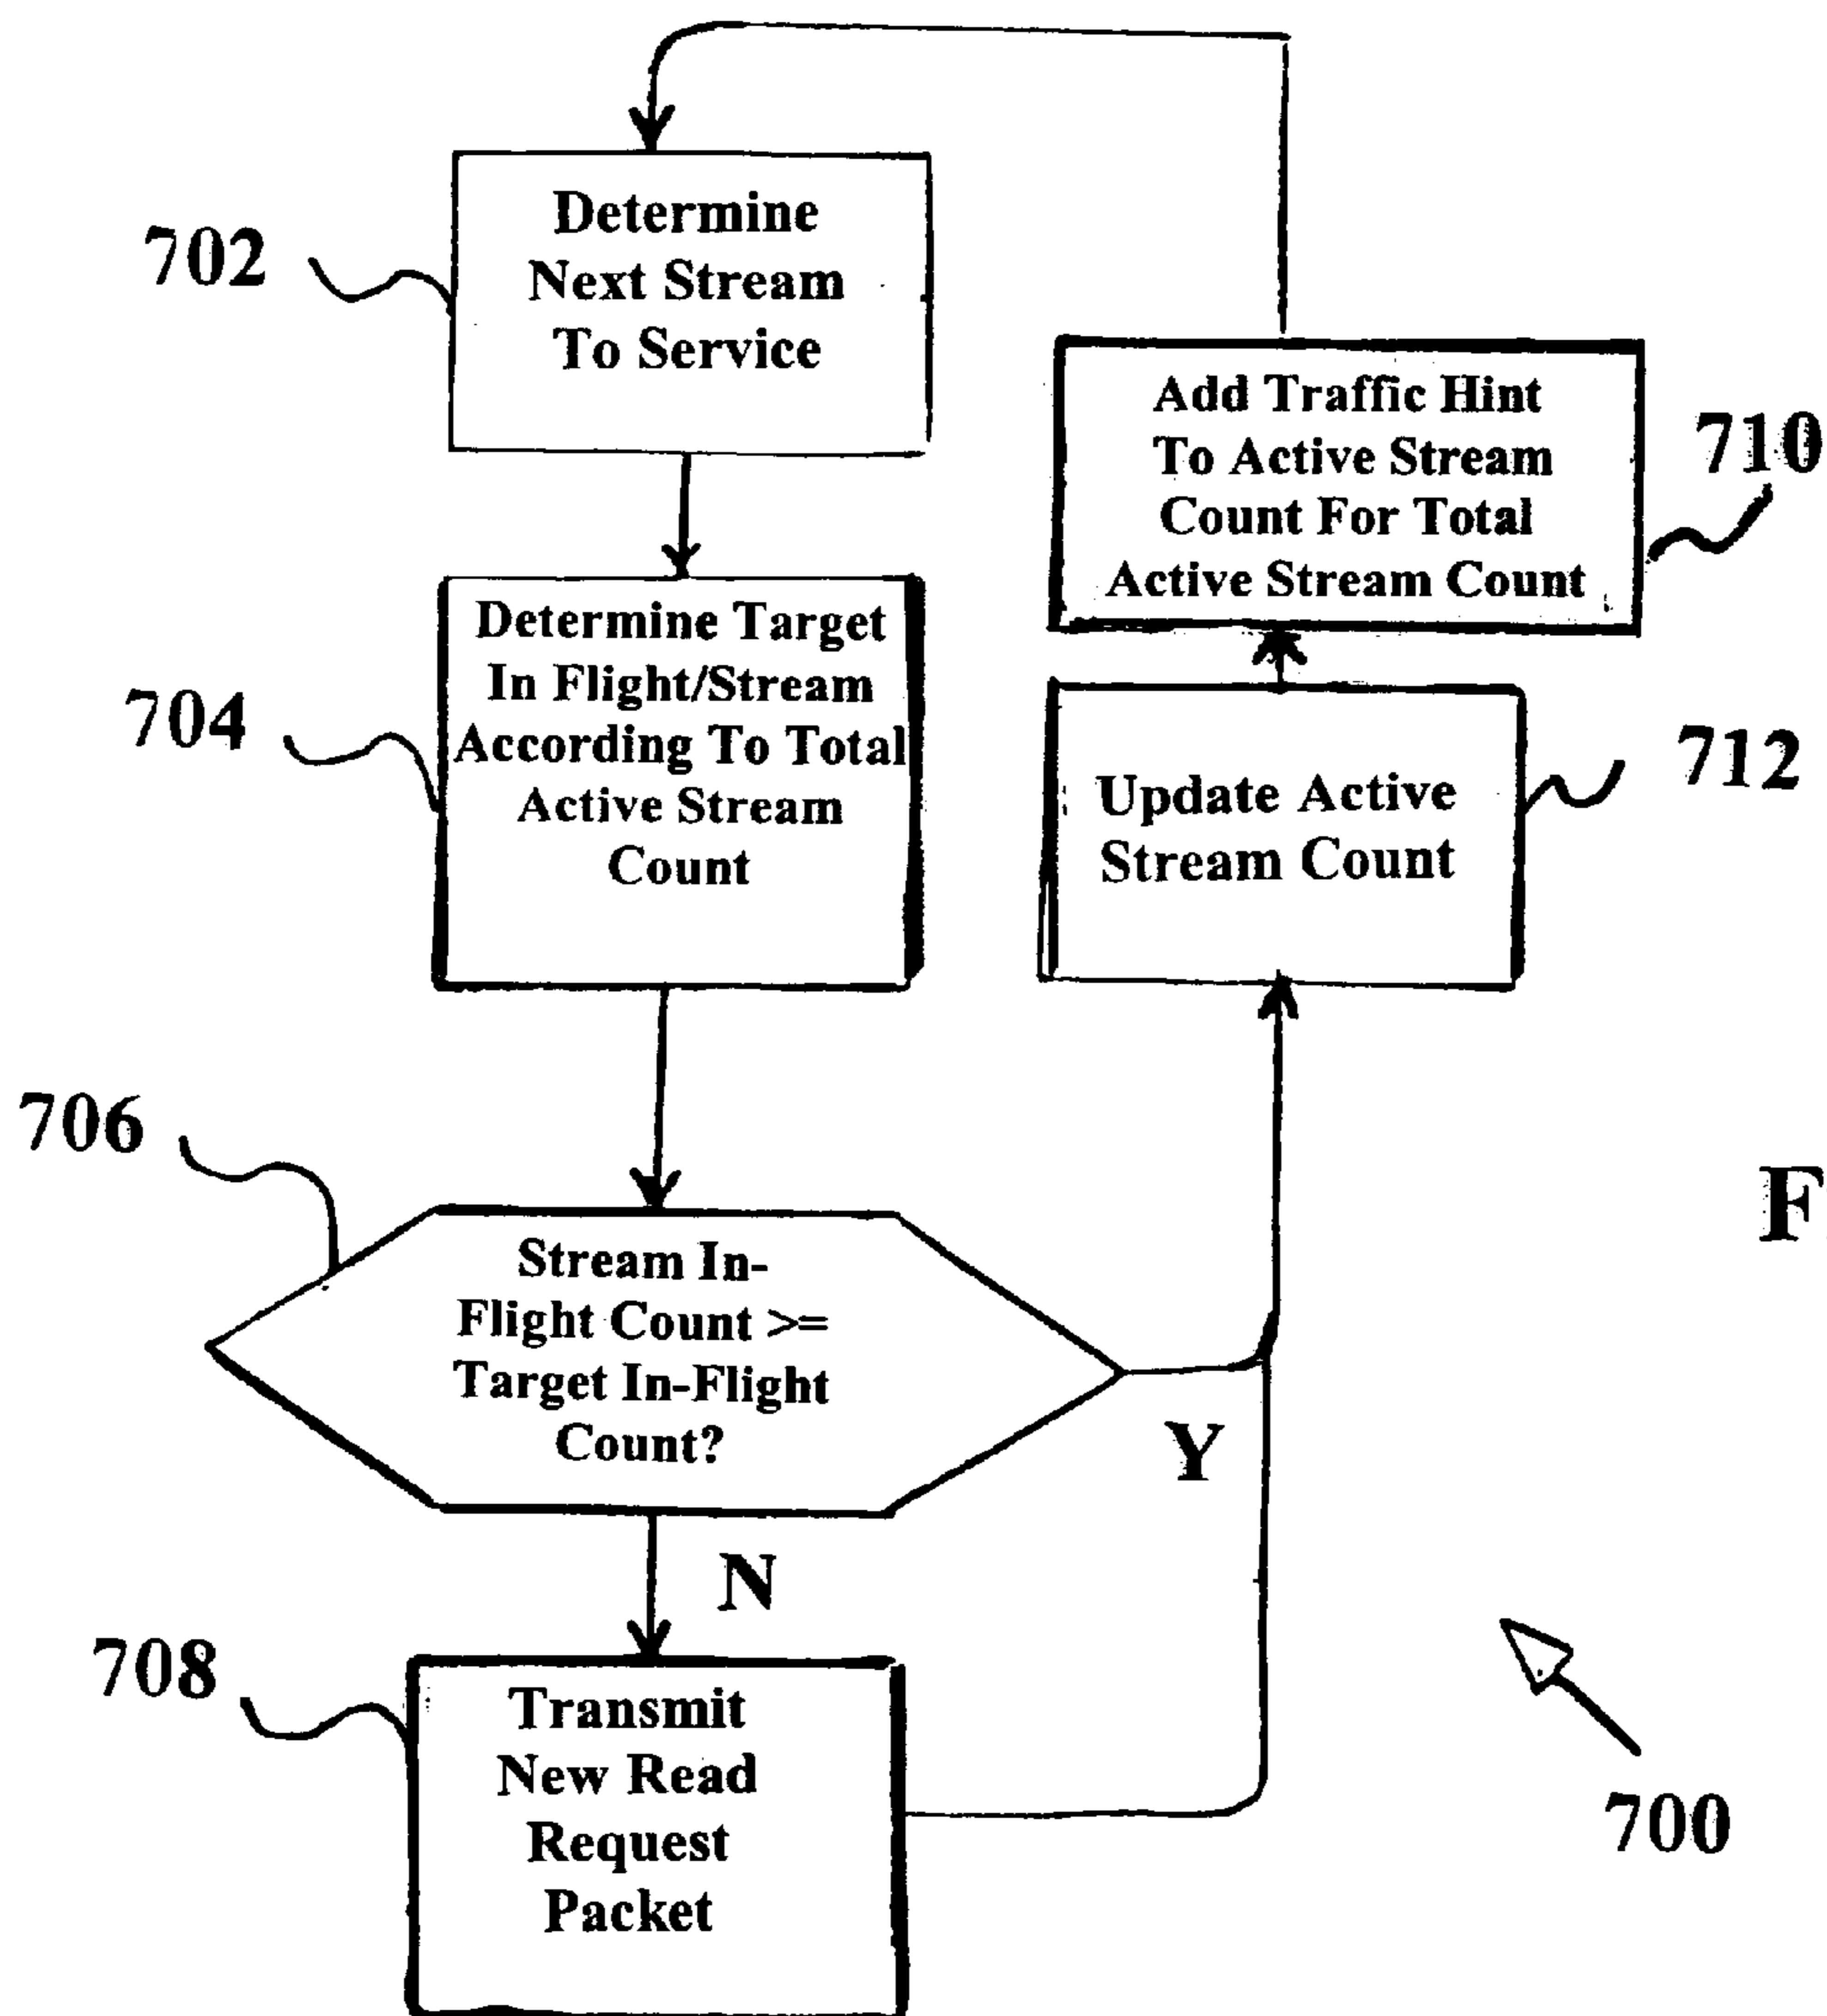 702
Determine
Next Stream
To Service
704
Determine Target
In Flight/Stream
According To Total
Active Stream
Count
706
Stream In-
Flight Count >=
Target In-Flight
Count?
Y
N
708
Transmit
New Read
Request
Packet
Add Traffic Hint
To Active Stream
Count For Total
Active Stream Count
710
Update Active
Stream Count
712
F
700